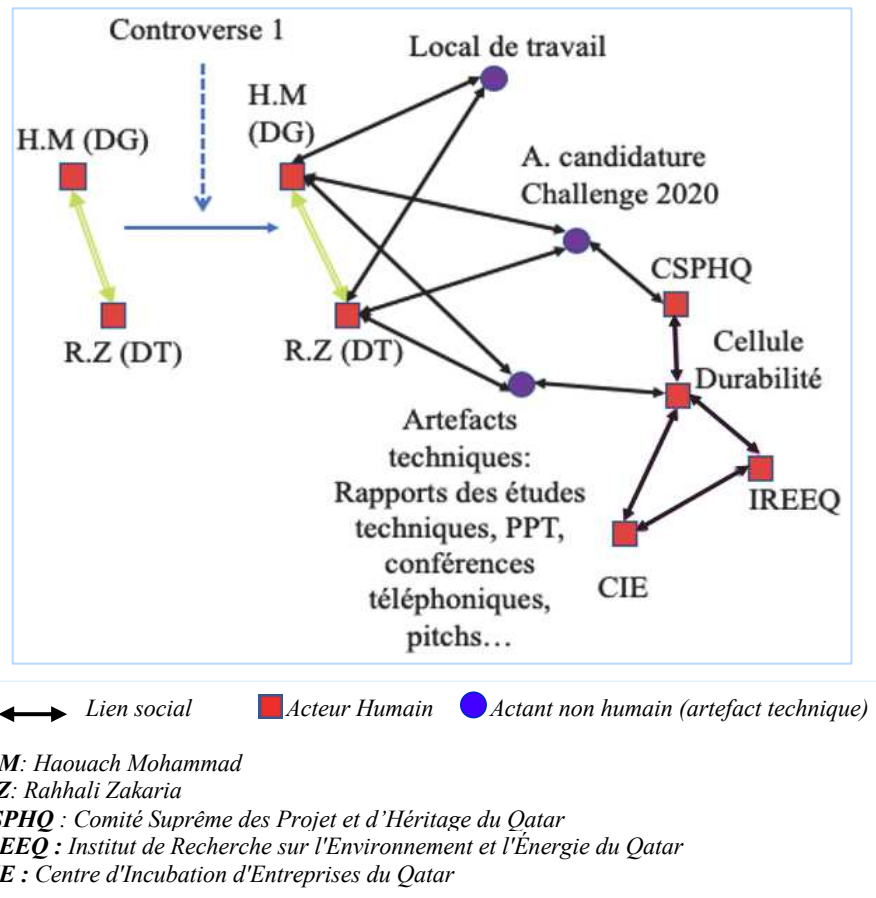 Controverse 1
Local de travail
H.M
(DG)
H.M (DG)
A. candidature
Challenge 2020
CSPHQ
Cellule
Durabilité
R.Z (DT)
R.Z (DT)
IREEQ
Artefacts
techniques:
Rapports des études
techniques, PPT,
conférences
téléphoniques,
pitchs…
CIE
Lien social
Acteur Humain
Actant non humain (artefact technique)
M: Haouach Mohammad
Z: Rahhali Zakaria
SPHQ : Comité Suprême des Projet et d’Héritage du Qatar
EEQ : Institut de Recherche sur l'Environnement et l'Énergie du Qatar
IE : Centre d'Incubation d'Entreprises du Qatar